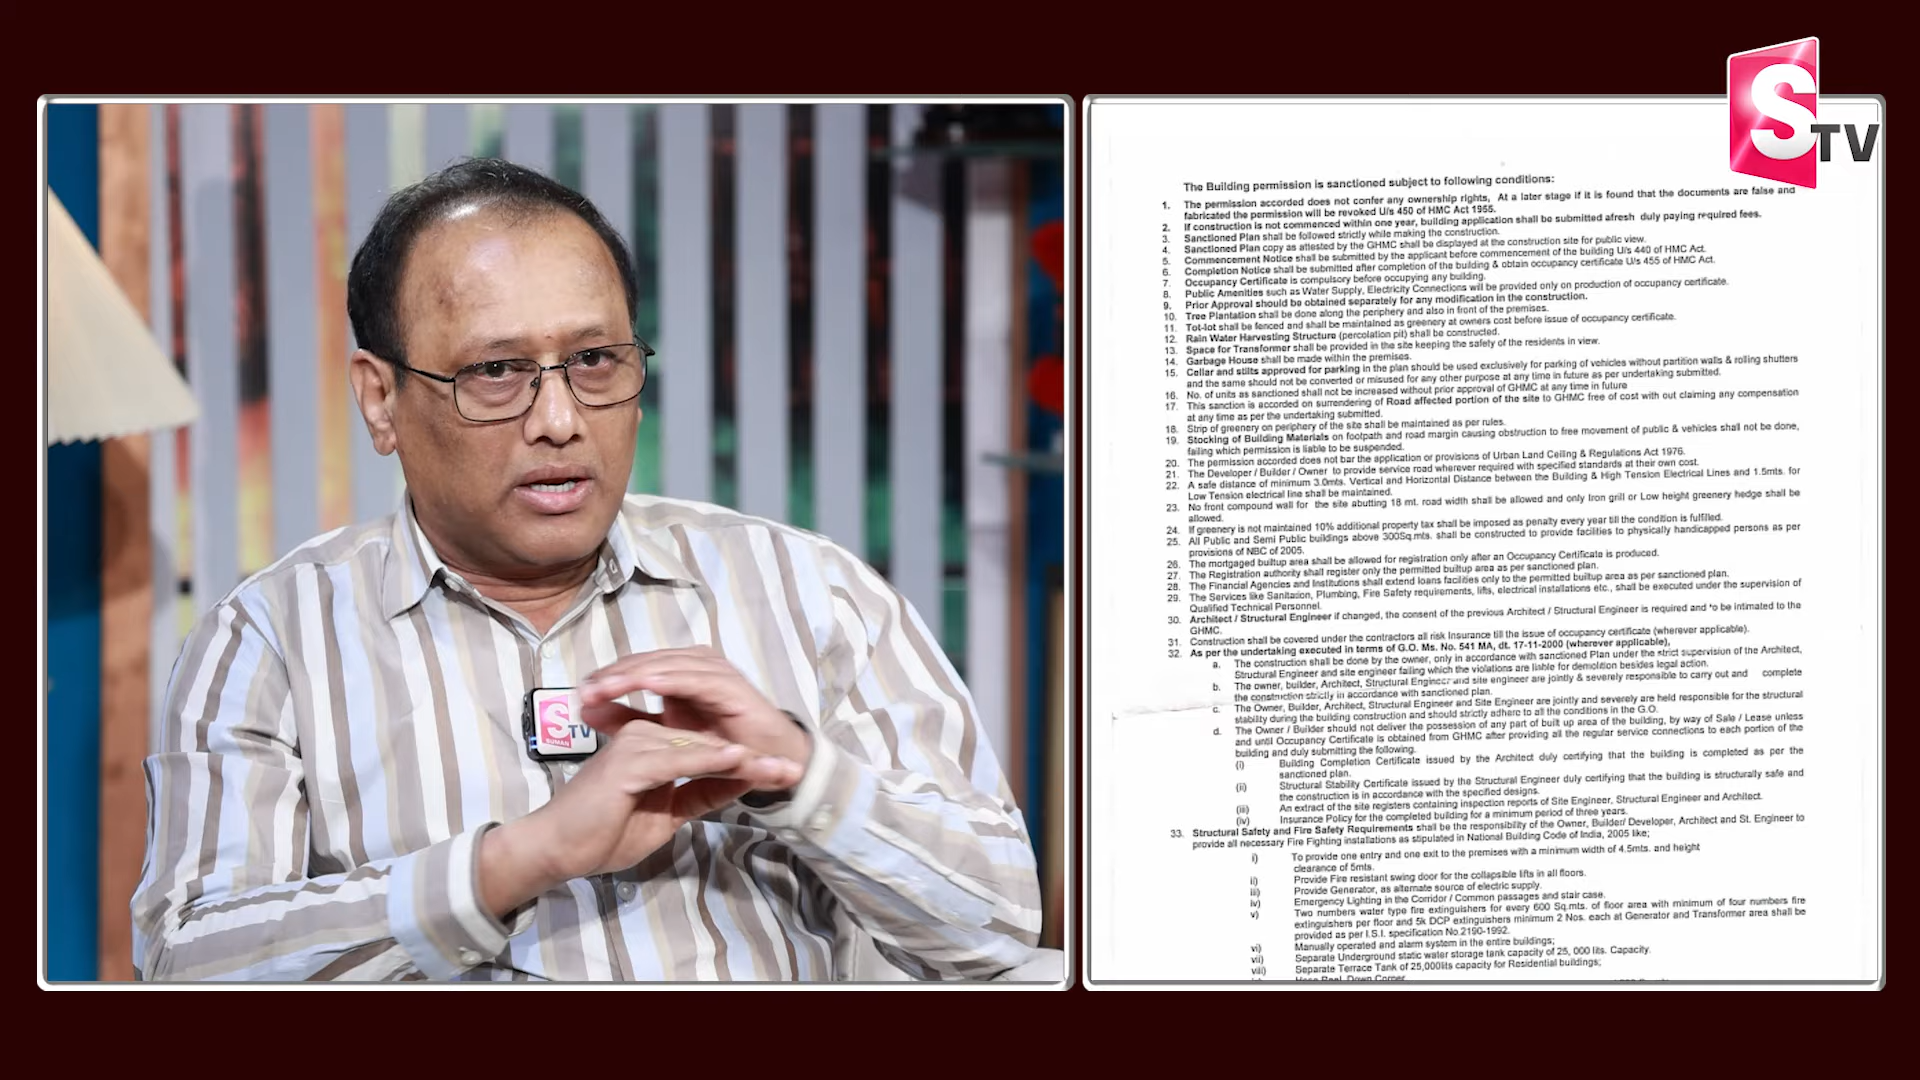 S TV
S TV
SUMAN
The Building permission is sanctioned subject to following conditions:
1. The permission accorded does not confer any ownership rights, At a later stage if it is found that the documents are false and
fabricated the permission will be revoked U/s 450 of HMC Act 1955.
2. If construction is not commenced within one year, building application shall be submitted afresh duly paying required fees.
3. Sanctioned Plan shall be followed strictly while making the construction.
4. Sanctioned Plan copy as attested by the GHMC shall be displayed at the construction site for public view.
5. Commencement Notice shall be submitted by the applicant before commencement of the building U/s 440 of HMC Act.
6. Completion Notice shall be submitted after completion of the building & obtain occupancy certificate U/s 455 of HMC Act.
7. Occupancy Certificate is compulsory before occupying any building.
8. Public Amenities such as Water Supply, Electricity Connections will be provided only on production of occupancy certificate.
9. Prior Approval should be obtained separately for any modification in the construction.
10. Tree Plantation shall be done along the periphery and also in front of the premises.
11. Tot-lot shall be fenced and shall be maintained as greenery at owners cost before issue of occupancy certificate.
12. Rain Water Harvesting Structure (percolation pit) shall be constructed.
13. Space for Transformer shall be provided in the site keeping the safety of the residents in view.
14. Garbage House shall be made within the premises.
15. Cellar and stilts approved for parking in the plan should be used exclusively for parking of vehicles without partition walls & rolling shutters
and the same should not be converted or misused for any other purpose at any time in future as per undertaking submitted.
16. No. of units as sanctioned shall not be increased without prior approval of GHMC at any time in future
17. This sanction is accorded on surrendering of Road affected portion of the site to GHMC free of cost with out claiming any compensation
at any time as per the undertaking submitted.
18. Strip of greenery on periphery of the site shall be maintained as per rules.
19. Stocking of Building Materials on footpath and road margin causing obstruction to free movement of public & vehicles shall not be done,
failing which permission is liable to be suspended.
20. The permission accorded does not bar the application or provisions of Urban Land Ceiling & Regulations Act 1976.
21. The Developer / Builder / Owner to provide service road wherever required with specified standards at their own cost.
22. A safe distance of minimum 3.0mts. Vertical and Horizontal Distance between the Building & High Tension Electrical Lines and 1.5mts. for
Low Tension electrical line shall be maintained.
23. No front compound wall for the site abutting 18 mt. road width shall be allowed and only Iron grill or Low height greenery hedge shall be
allowed.
24. If greenery is not maintained 10% additional property tax shall be imposed as penalty every year till the condition is fulfilled.
25. All Public and Semi Public buildings above 300Sq.mts. shall be constructed to provide facilities to physically handicapped persons as per
provisions of NBC of 2005.
26. The mortgaged builtup area shall be allowed for registration only after an Occupancy Certificate is produced.
27. The Registration authority shall register only the permitted builtup area as per sanctioned plan.
28. The Financial Agencies and Institutions shall extend loans facilities only to the permitted builtup area as per sanctioned plan.
29. The Services like Sanitation, Plumbing, Fire Safety requirements, lifts, electrical installations etc., shall be executed under the supervision of
Qualified Technical Personnel.
30. Architect / Structural Engineer if changed, the consent of the previous Architect / Structural Engineer is required and to be intimated to the
GHMC.
31. Construction shall be covered under the contractors all risk Insurance till the issue of occupancy certificate (wherever applicable).
32. As per the undertaking executed in terms of G.O. Ms. No. 541 MA, dt. 17-11-2000 (wherever applicable),
a. The construction shall be done by the owner, only in accordance with sanctioned Plan under the strict supervision of the Architect,
Structural Engineer and site engineer failing which the violations are liable for demolition besides legal action.
b. The owner, builder, Architect, Structural Engineer and site engineer are jointly & severely responsible to carry out and complete
the construction strictly in accordance with sanctioned plan.
c. The Owner, Builder, Architect, Structural Engineer and Site Engineer are jointly and severely are held responsible for the structural
stability during the building construction and should strictly adhere to all the conditions in the G.O.
d. The Owner / Builder should not deliver the possession of any part of built up area of the building, by way of Sale / Lease unless
and until Occupancy Certificate is obtained from GHMC after providing all the regular service connections to each portion of the
building and duly submitting the following.
(i) Building Completion Certificate issued by the Architect duly certifying that the building is completed as per the
sanctioned plan.
(ii) Structural Stability Certificate issued by the Structural Engineer duly certifying that the building is structurally safe and
the construction is in accordance with the specified designs.
(iii) An extract of the site registers containing inspection reports of Site Engineer, Structural Engineer and Architect.
(iv) Insurance Policy for the completed building for a minimum period of three years.
33. Structural Safety and Fire Safety Requirements shall be the responsibility of the Owner, Builder/ Developer, Architect and St. Engineer to
provide all necessary Fire Fighting installations as stipulated in National Building Code of India, 2005 like;
i) To provide one entry and one exit to the premises with a minimum width of 4.5mts. and height
clearance of 5mts.
ii) Provide Fire resistant swing door for the collapsible lifts in all floors.
iii) Provide Generator, as alternate source of electric supply.
iv) Emergency Lighting in the Corridor / Common passages and stair case.
v) Two numbers water type fire extinguishers for every 600 Sq.mts. of floor area with minimum of four numbers fire
extinguishers per floor and 5k DCP extinguishers minimum 2 Nos. each at Generator and Transformer area shall be
provided as per I.S.I. specification No.2190-1992.
vi) Manually operated and alarm system in the entire buildings;
vii) Separate Underground static water storage tank capacity of 25, 000 lits. Capacity.
viii) Separate Terrace Tank of 25,000lits capacity for Residential buildings;
Hose Reel, Down Corner